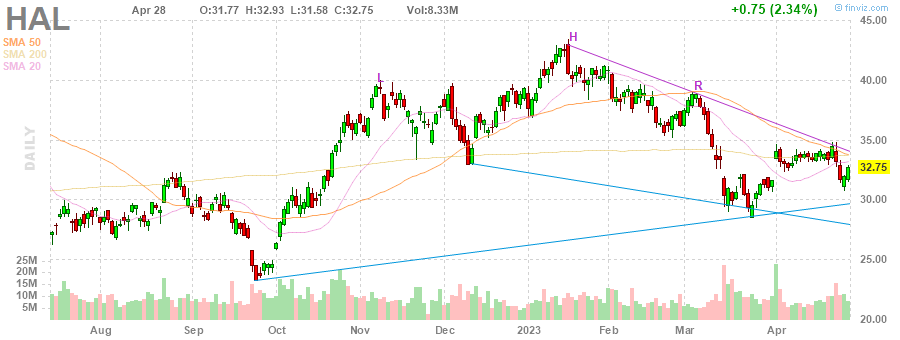 HAL Apr 28 O:31.77 H:32.93 L:31.58 C:32.75 Vol:8.33M +0.75 (2.34%) © finviz.com
SMA 50
SMA 200
SMA 20
DAILY
L
H
R
45.00
40.00
35.00
32.75
30.00
25.00
20.00
25M
20M
15M
10M
5M
Aug Sep Oct Nov Dec 2023 Feb Mar Apr